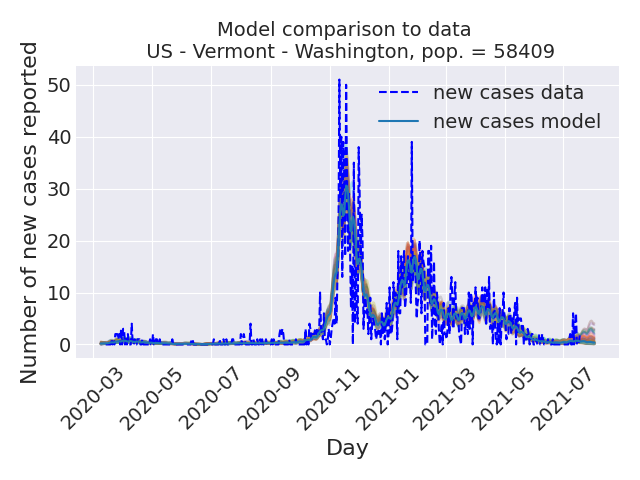 Model comparison to data
US - Vermont - Washington, pop. = 58409
Number of new cases reported
50
40
30
20
10
0
new cases data
new cases model
2020-03
2020-05
2020-07
2020-09
2020-11
2021-01
2021-03
2021-05
2021-07
Day